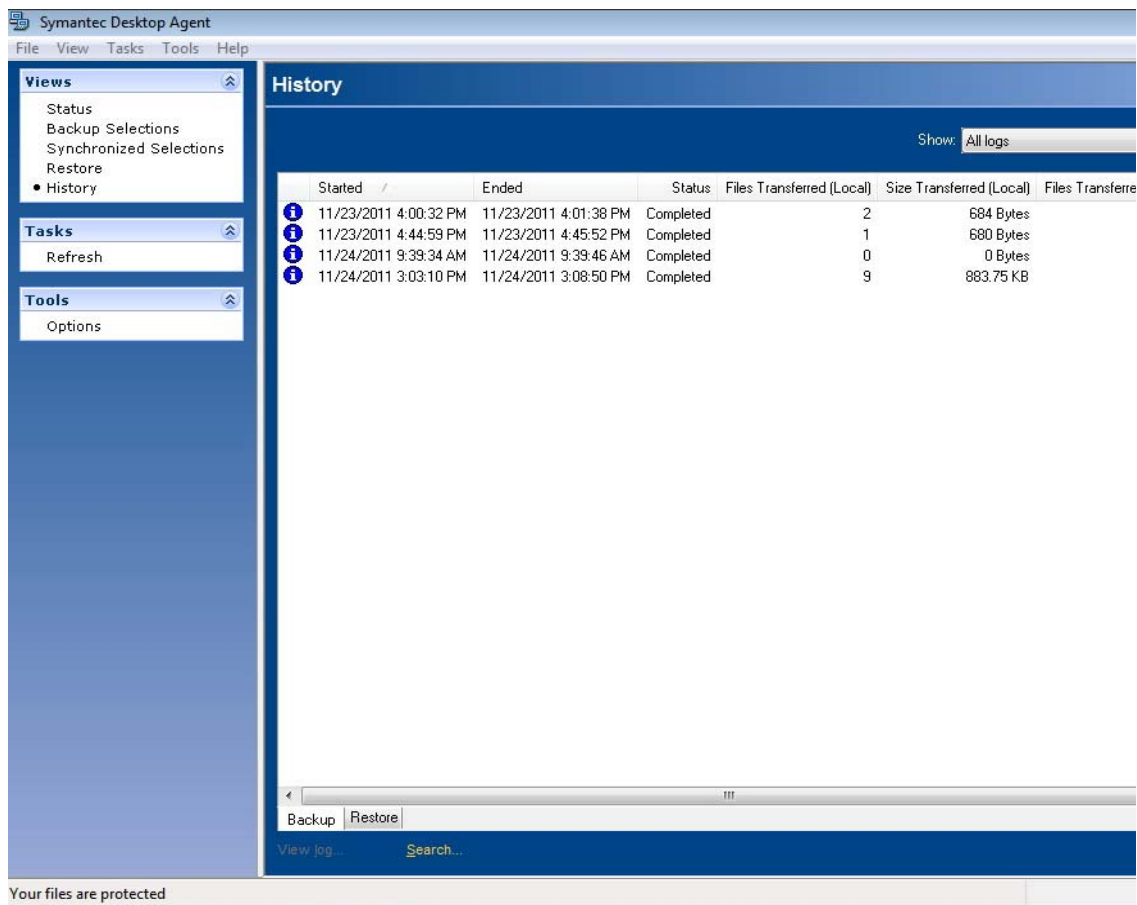 Symantec Desktop Agent
File View Tasks Tools Help
Views
Status
Backup Selections
Synchronized Selections
Restore
History
Tasks
Refresh
Tools
Options
History
Show: All logs
Started / Ended Status Files Transferred (Local) Size Transferred (Local) Files Transferre
11/23/2011 4:00:32 PM 11/23/2011 4:01:38 PM Completed 2 684 Bytes
11/23/2011 4:44:59 PM 11/23/2011 4:45:52 PM Completed 1 680 Bytes
11/24/2011 9:39:34 AM 11/24/2011 9:39:46 AM Completed 0 0 Bytes
11/24/2011 3:03:10 PM 11/24/2011 3:08:50 PM Completed 9 883.75 KB
Backup Restore
View log... Search...
Your files are protected